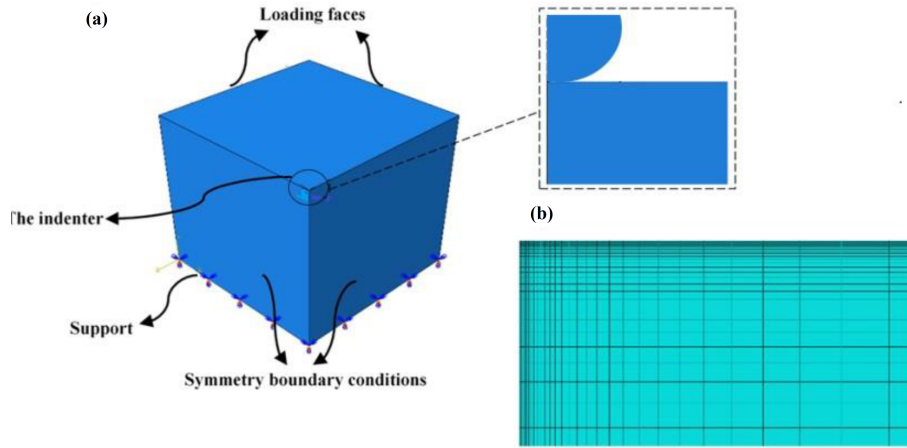 (a)
Loading faces
The indenter
Support
Symmetry boundary conditions
(b)